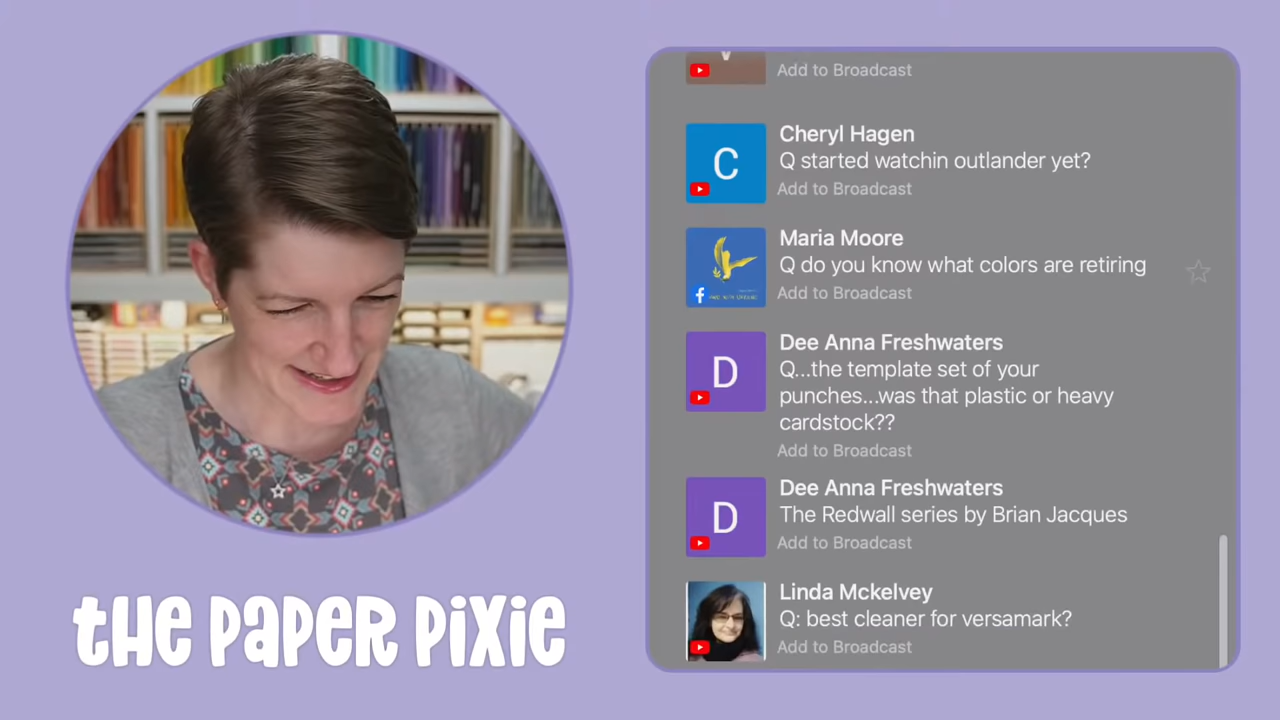 Add to Broadcast
C
Cheryl Hagen
Q started watchin outlander yet?
Add to Broadcast
Maria Moore
Q do you know what colors are retiring
Add to Broadcast
D
Dee Anna Freshwaters
Q...the template set of your
punches...was that plastic or heavy
cardstock??
Add to Broadcast
D
Dee Anna Freshwaters
The Redwall series by Brian Jacques
Add to Broadcast
Linda Mckelvey
Q: best cleaner for versamark?
Add to Broadcast
the paper pixie